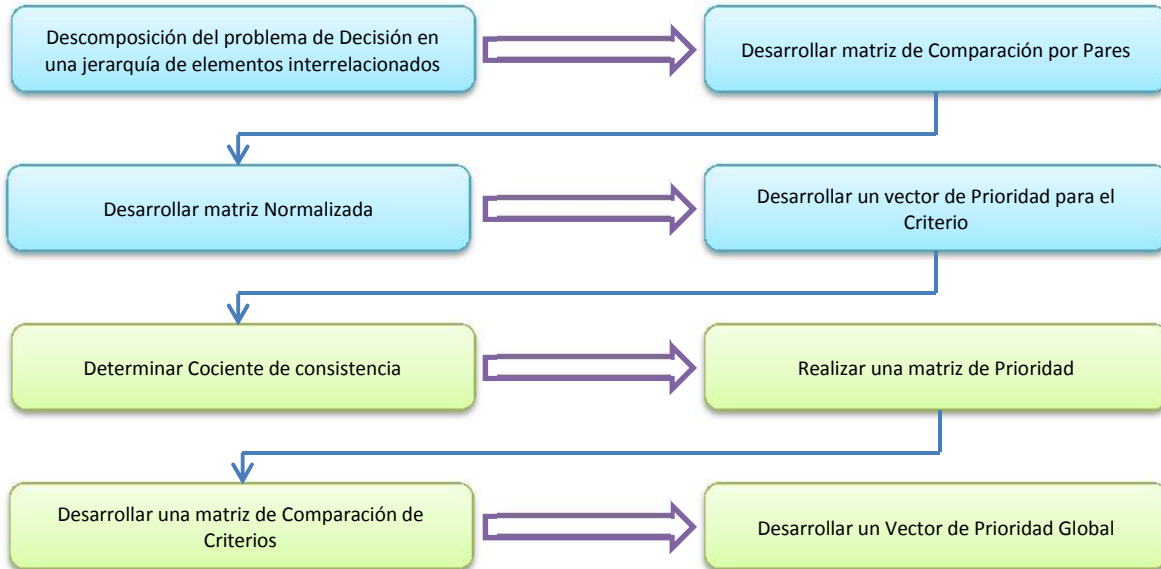 Descomposición del problema de Decisión en
una jerarquía de elementos interrelacionados
Desarrollar matriz de Comparación por Pares
Desarrollar matriz Normalizada
Desarrollar un vector de Prioridad para el
Criterio
Determinar Cociente de consistencia
Realizar una matriz de Prioridad
Desarrollar una matriz de Comparación de
Criterios
Desarrollar un Vector de Prioridad Global